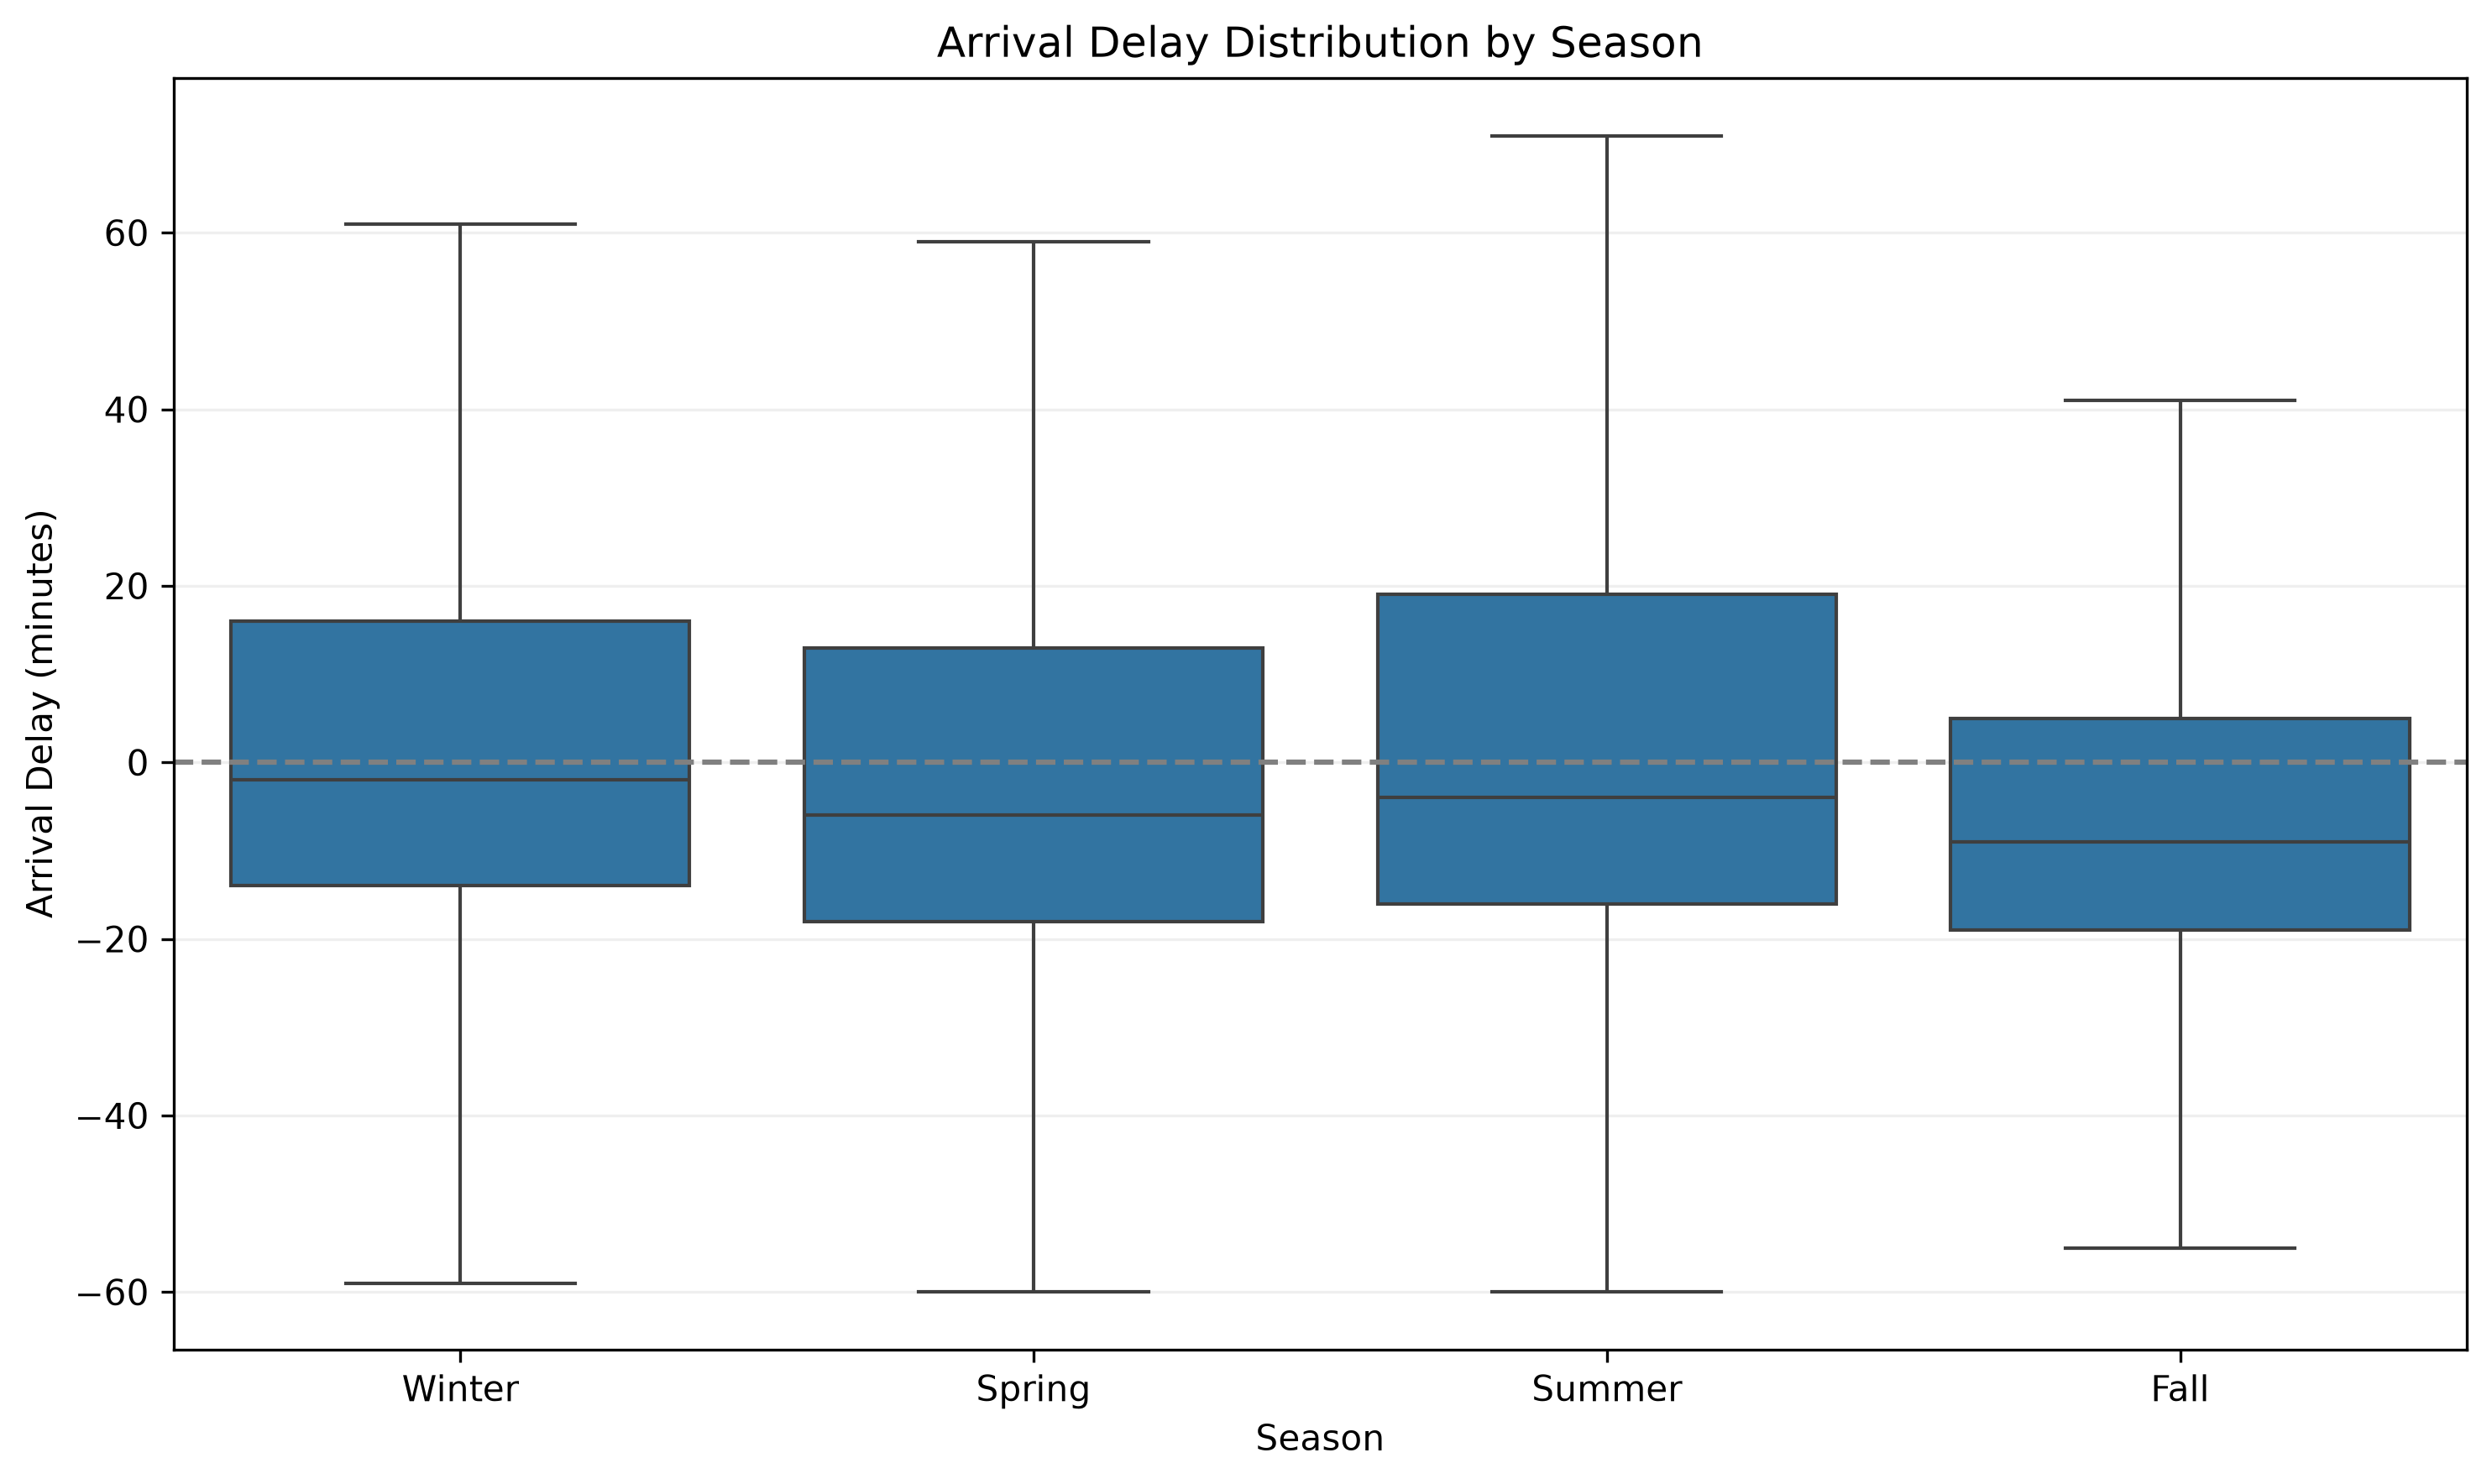 Arrival Delay Distribution by Season
Arrival Delay (minutes)
60
40
20
0
−20
−40
−60
Winter Spring Summer Fall
Season